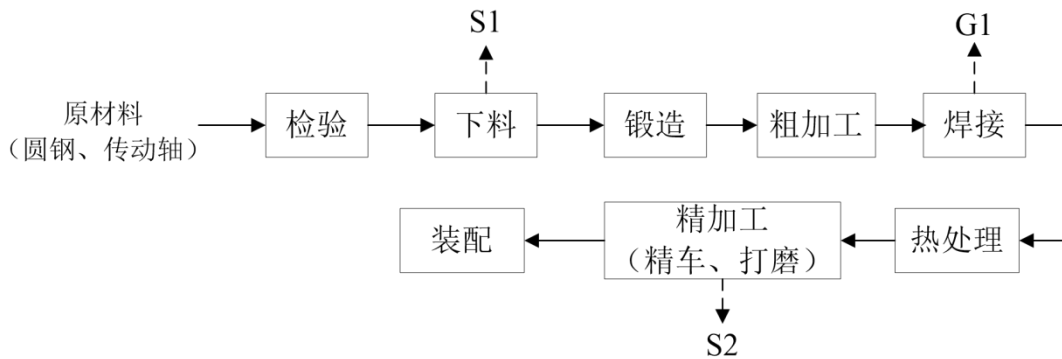 S1
G1
原材料
（圆钢、传动轴）
检验
下料
锻造
粗加工
焊接
装配
精加工
（精车、打磨）
热处理
S2